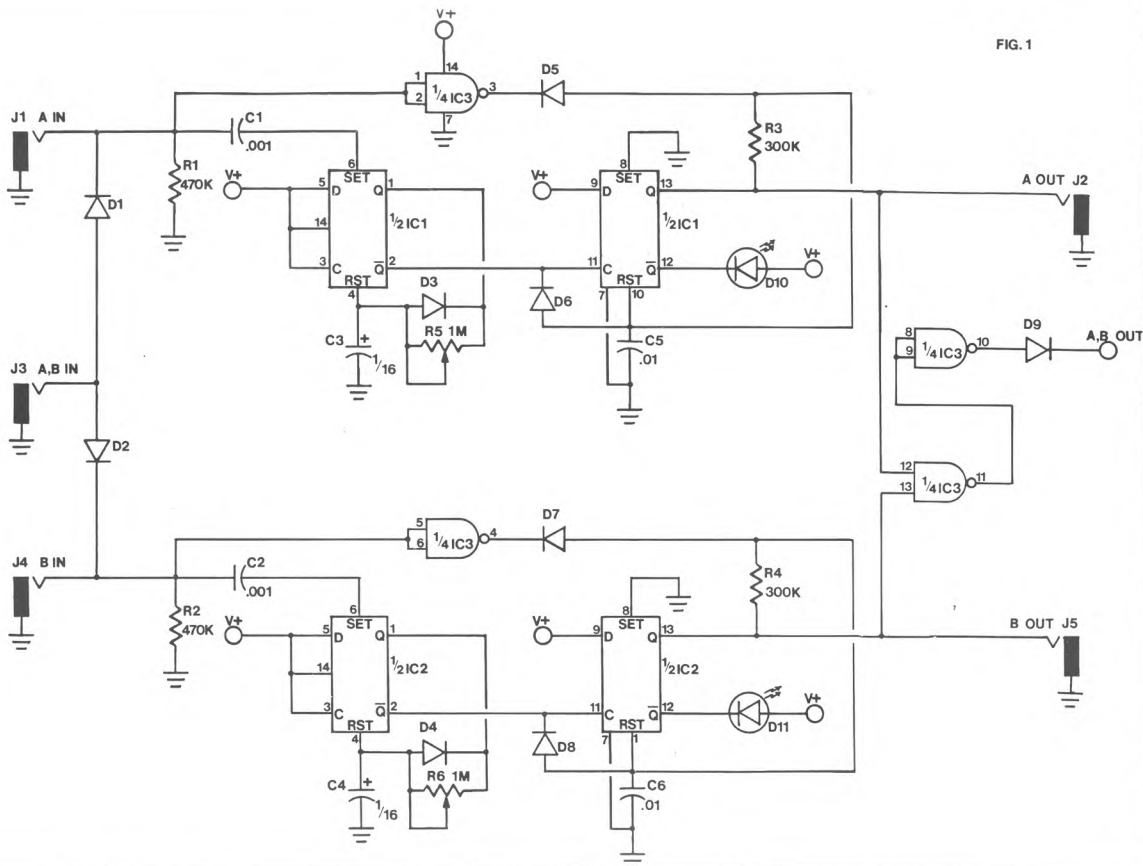 FIG. 1
V+
14
1
2
1/4 IC3
3
7
D5
J1 A IN
C1
.001
R1
470K
D1
V+
6
SET
5 D Q 1
14
1/2 IC1
3 C Q̅ 2
RST
4
D3
R5 1M
C3 +
1/16
D6
V+
8
SET
9 D Q 13
1/2 IC1
11 C Q̅ 12
RST
7 10
C5
.01
R3
300K
D10
V+
A OUT J2
J3 A,B IN
D2
8
9
1/4 IC3
10
D9
A,B OUT
12
13
1/4 IC3
11
J4 B IN
C2
.001
R2
470K
5
6
1/4 IC3
4
D7
V+
6
SET
5 D Q 1
14
1/2 IC2
3 C Q̅ 2
RST
4
D4
R6 1M
C4 +
1/16
D8
V+
8
SET
9 D Q 13
1/2 IC2
11 C Q̅ 12
RST
7 1
C6
.01
R4
300K
D11
V+
B OUT J5